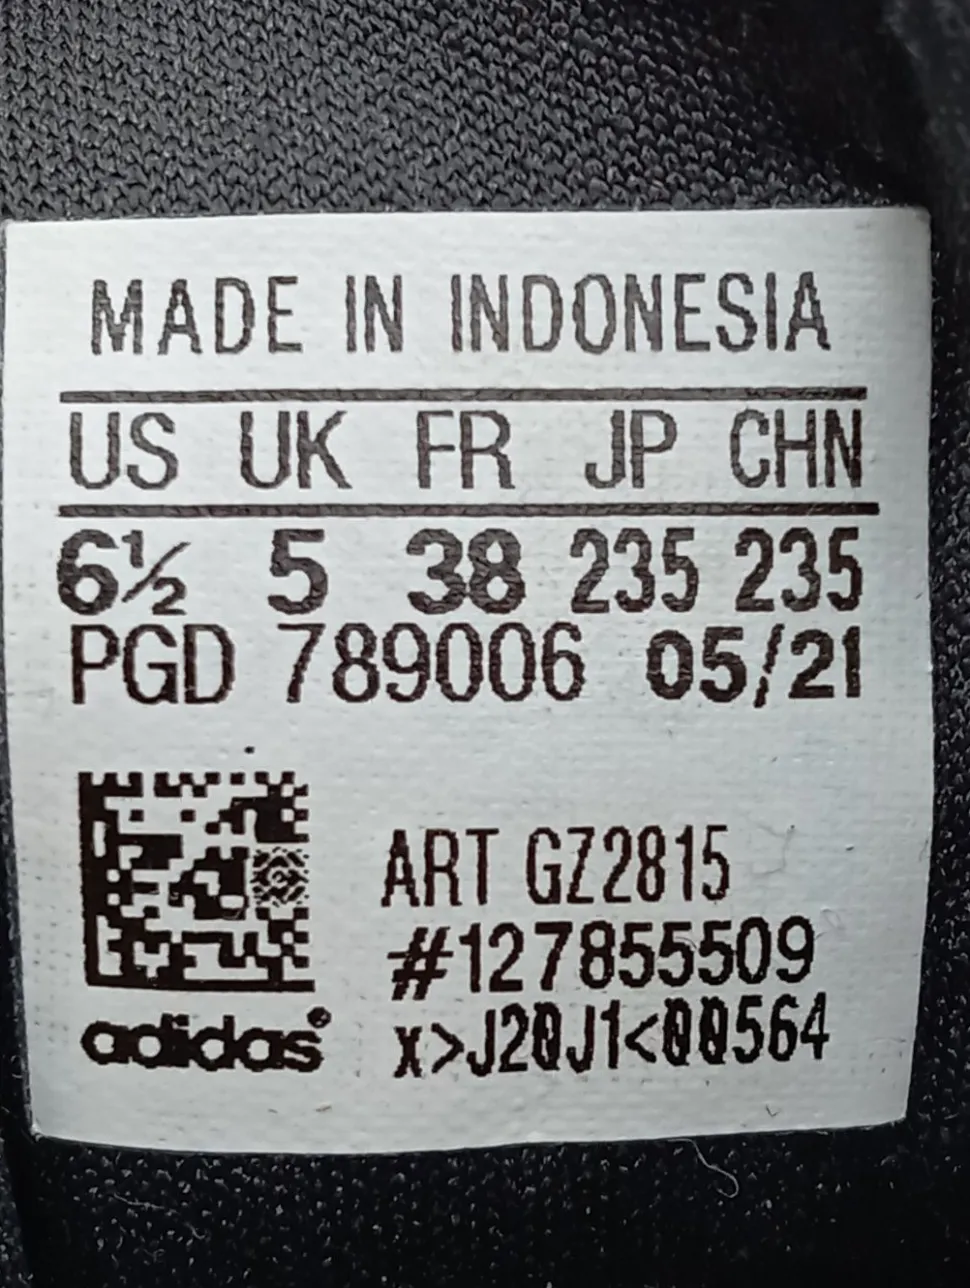 MADE IN INDONESIA
US UK FR JP CHN
6½ 5 38 235 235
PGD 789006 05/21
ART GZ2815
#127855509
adidas® x>J20J1<00564